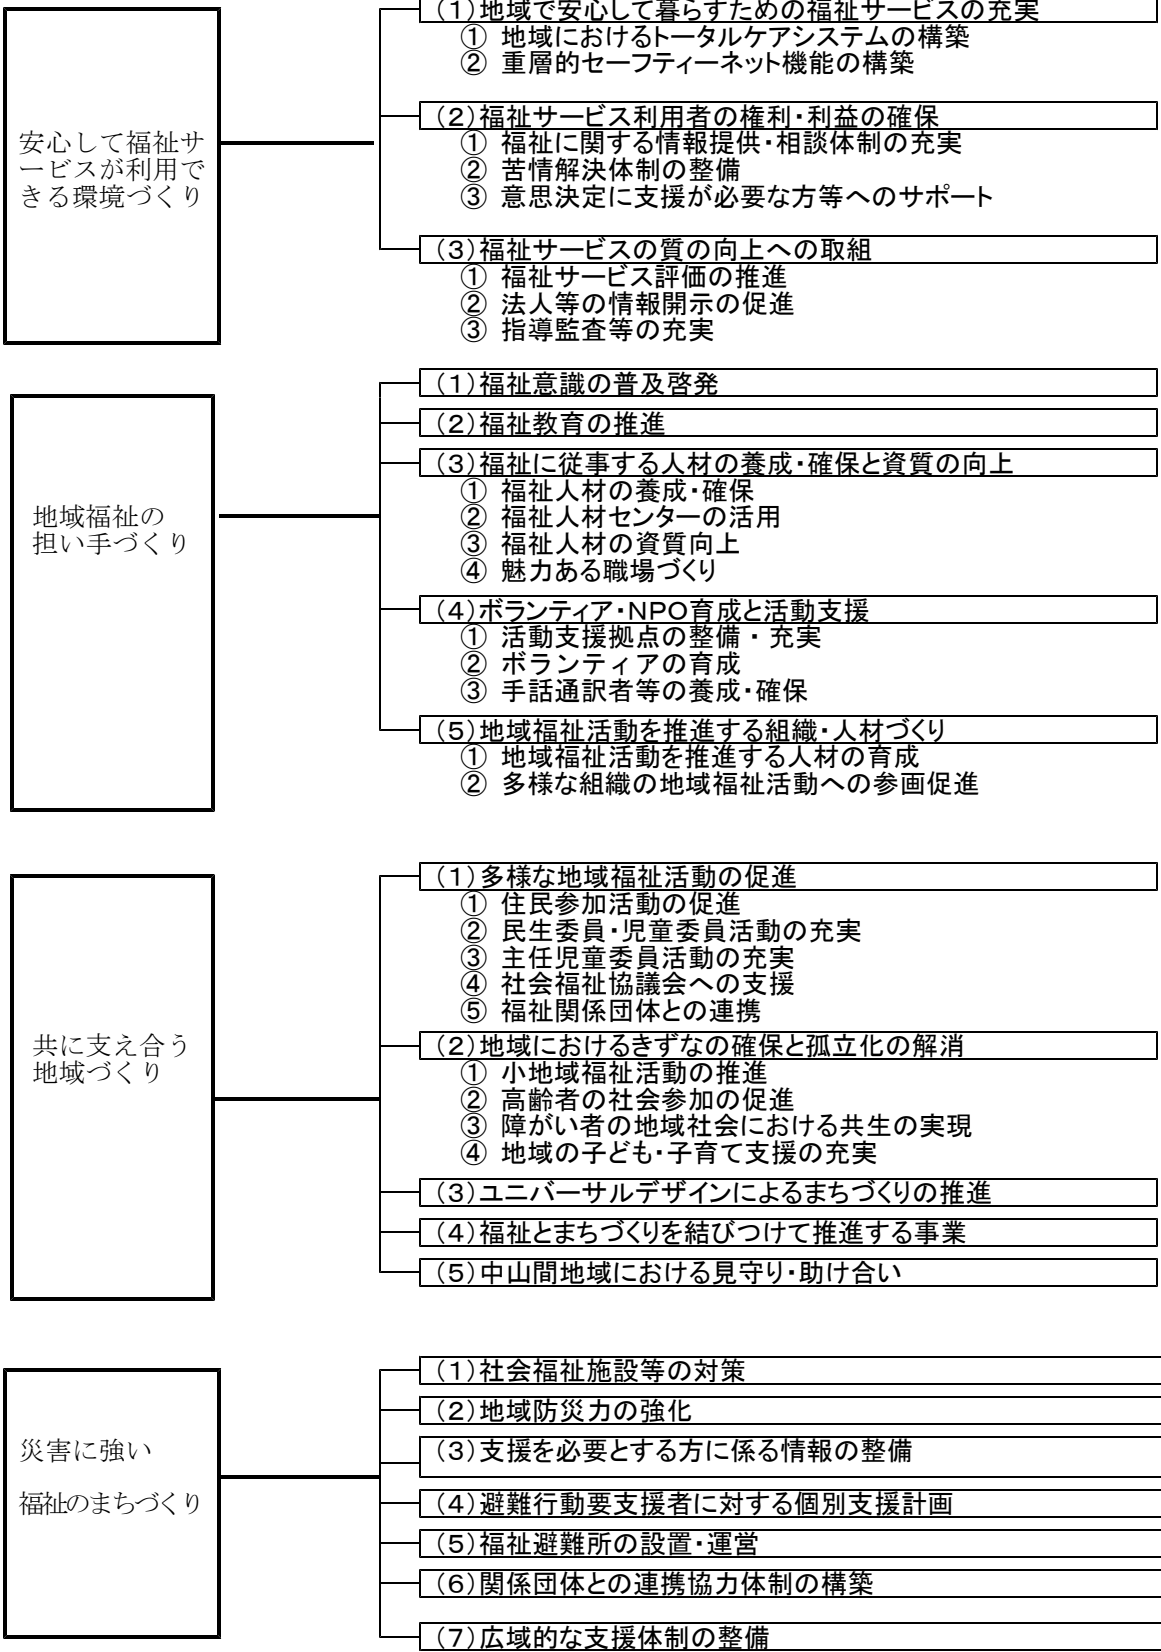 安心して福祉サ
ービスが利用で
きる環境づくり
（１）地域で安心して暮らすための福祉サービスの充実
① 地域におけるトータルケアシステムの構築
② 重層的セーフティーネット機能の構築
（２）福祉サービス利用者の権利・利益の確保
① 福祉に関する情報提供・相談体制の充実
② 苦情解決体制の整備
③ 意思決定に支援が必要な方等へのサポート
（３）福祉サービスの質の向上への取組
① 福祉サービス評価の推進
② 法人等の情報開示の促進
③ 指導監査等の充実
地域福祉の
担い手づくり
（１）福祉意識の普及啓発
（２）福祉教育の推進
（３）福祉に従事する人材の養成・確保と資質の向上
① 福祉人材の養成・確保
② 福祉人材センターの活用
③ 福祉人材の資質向上
④ 魅力ある職場づくり
（４）ボランティア・ＮＰＯ育成と活動支援
① 活動支援拠点の整備・充実
② ボランティアの育成
③ 手話通訳者等の養成・確保
（５）地域福祉活動を推進する組織・人材づくり
① 地域福祉活動を推進する人材の育成
② 多様な組織の地域福祉活動への参画促進
共に支え合う
地域づくり
（１）多様な地域福祉活動の促進
① 住民参加活動の促進
② 民生委員・児童委員活動の充実
③ 主任児童委員活動の充実
④ 社会福祉協議会への支援
⑤ 福祉関係団体との連携
（２）地域におけるきずなの確保と孤立化の解消
① 小地域福祉活動の推進
② 高齢者の社会参加の促進
③ 障がい者の地域社会における共生の実現
④ 地域の子ども・子育て支援の充実
（３）ユニバーサルデザインによるまちづくりの推進
（４）福祉とまちづくりを結びつけて推進する事業
（５）中山間地域における見守り・助け合い
災害に強い
福祉のまちづくり
（１）社会福祉施設等の対策
（２）地域防災力の強化
（３）支援を必要とする方に係る情報の整備
（４）避難行動要支援者に対する個別支援計画
（５）福祉避難所の設置・運営
（６）関係団体との連携協力体制の構築
（７）広域的な支援体制の整備